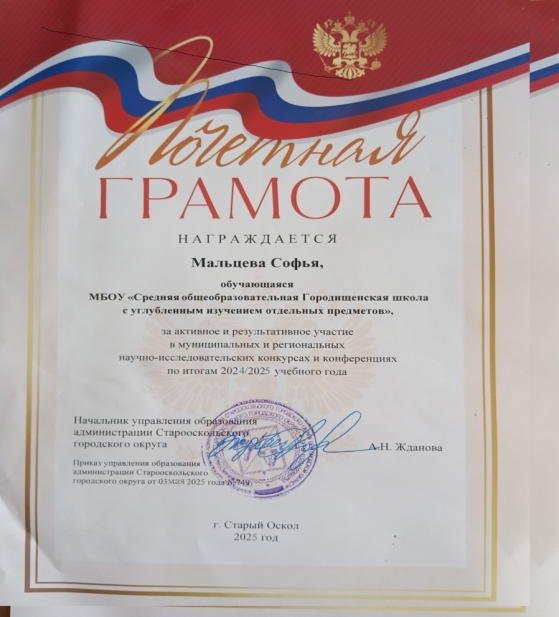 Почетная
ГРАМОТА
НАГРАЖДАЕТСЯ
Мальцева Софья,
обучающаяся
МБОУ «Средняя общеобразовательная Городищенская школа
с углубленным изучением отдельных предметов»,
за активное и результативное участие
в муниципальных и региональных
научно-исследовательских конкурсах и конференциях
по итогам 2024/2025 учебного года
Начальник управления образования
администрации Старооскольского
городского округа
А.Н. Жданова
Приказ управления образования
администрации Старооскольского
городского округа от 03мая 2025 года №749
г. Старый Оскол
2025 год